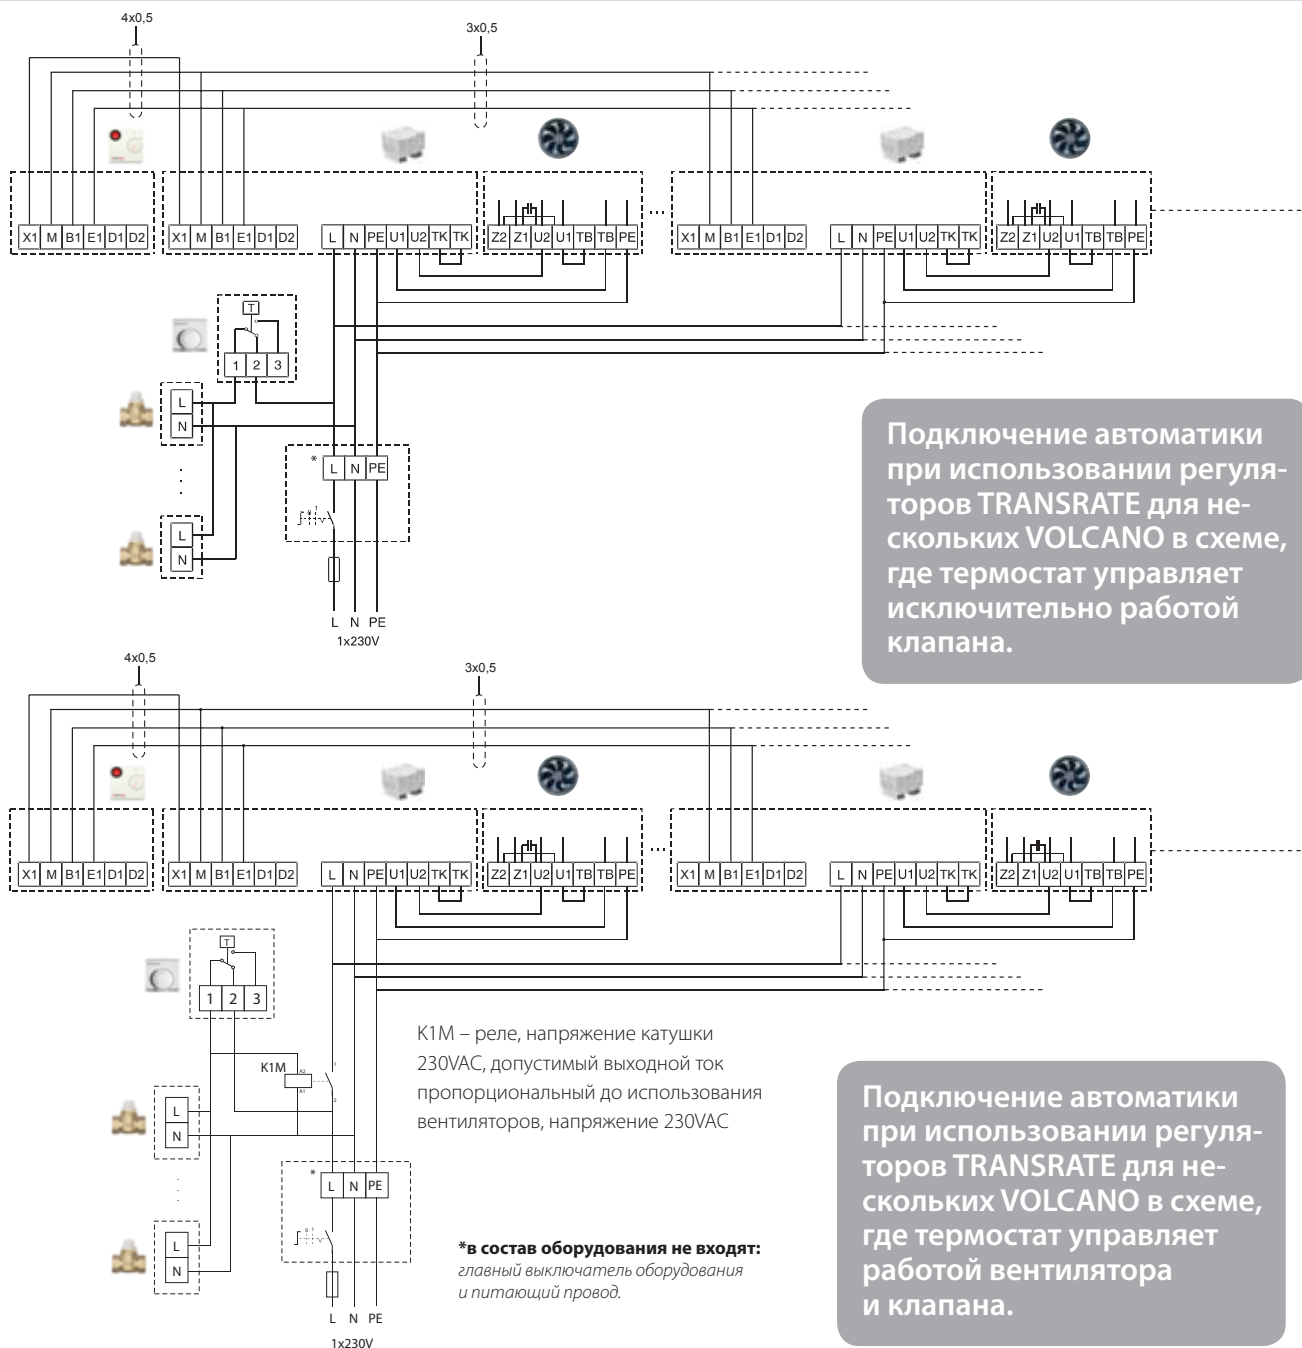 4x0,5
3x0,5
X1 M B1 E1 D1 D2
X1 M B1 E1 D1 D2
L N PE U1 U2 TK TK
Z2 Z1 U2 U1 TB TB PE
...
X1 M B1 E1 D1 D2
L N PE U1 U2 TK TK
Z2 Z1 U2 U1 TB TB PE
T
1 2 3
L
N
* L N PE
0 1
L
N
L N PE
1x230V
Подключение автоматики
при использовании регуля-
торов TRANSRATE для не-
скольких VOLCANO в схеме,
где термостат управляет
исключительно работой
клапана.
4x0,5
3x0,5
X1 M B1 E1 D1 D2
X1 M B1 E1 D1 D2
L N PE U1 U2 TK TK
Z2 Z1 U2 U1 TB TB PE
...
X1 M B1 E1 D1 D2
L N PE U1 U2 TK TK
Z2 Z1 U2 U1 TB TB PE
T
1 2 3
K1M
A2
A1
1
2
L
N
* L N PE
0 1
L
N
L N PE
1x230V
K1M – реле, напряжение катушки
230VAC, допустимый выходной ток
пропорциональный до использования
вентиляторов, напряжение 230VAC
*в состав оборудования не входят:
главный выключатель оборудования
и питающий провод.
Подключение автоматики
при использовании регуля-
торов TRANSRATE для не-
скольких VOLCANO в схеме,
где термостат управляет
работой вентилятора
и клапана.